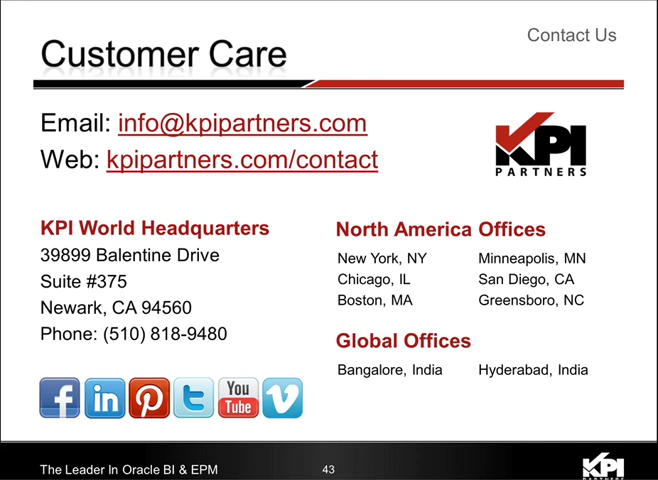 Contact Us
Customer Care
Email: info@kpipartners.com
Web: kpipartners.com/contact
KPI
PARTNERS
KPI World Headquarters
39899 Balentine Drive
Suite #375
Newark, CA 94560
Phone: (510) 818-9480
North America Offices
New York, NY Minneapolis, MN
Chicago, IL San Diego, CA
Boston, MA Greensboro, NC
Global Offices
Bangalore, India Hyderabad, India
f in p t You Tube v
The Leader In Oracle BI & EPM 43 KPI
PARTNERS